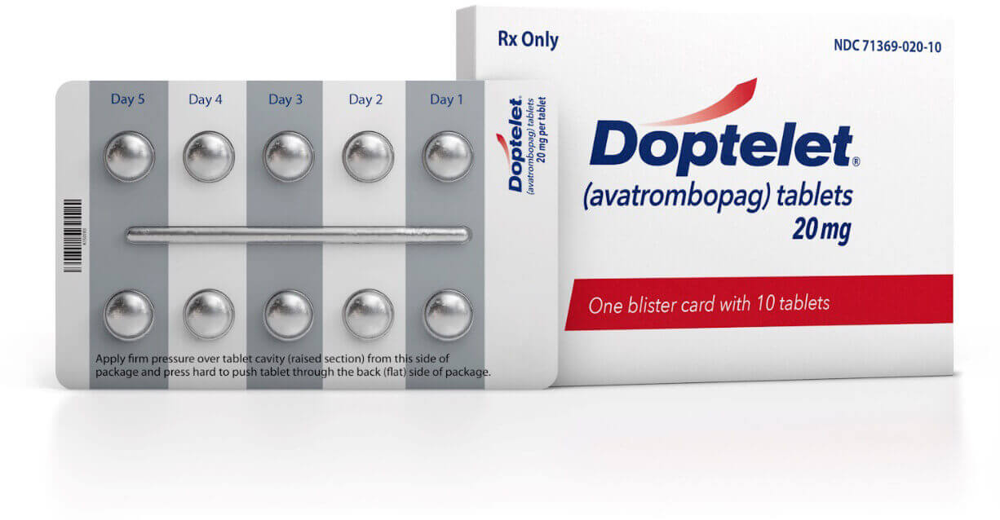 Rx Only
NDC 71369-020-10
Doptelet®
(avatrombopag) tablets
20 mg
One blister card with 10 tablets
Day 5 Day 4 Day 3 Day 2 Day 1
Doptelet®
(avatrombopag) tablets
20 mg per tablet
Apply firm pressure over tablet cavity (raised section) from this side of
package and press hard to push tablet through the back (flat) side of package.